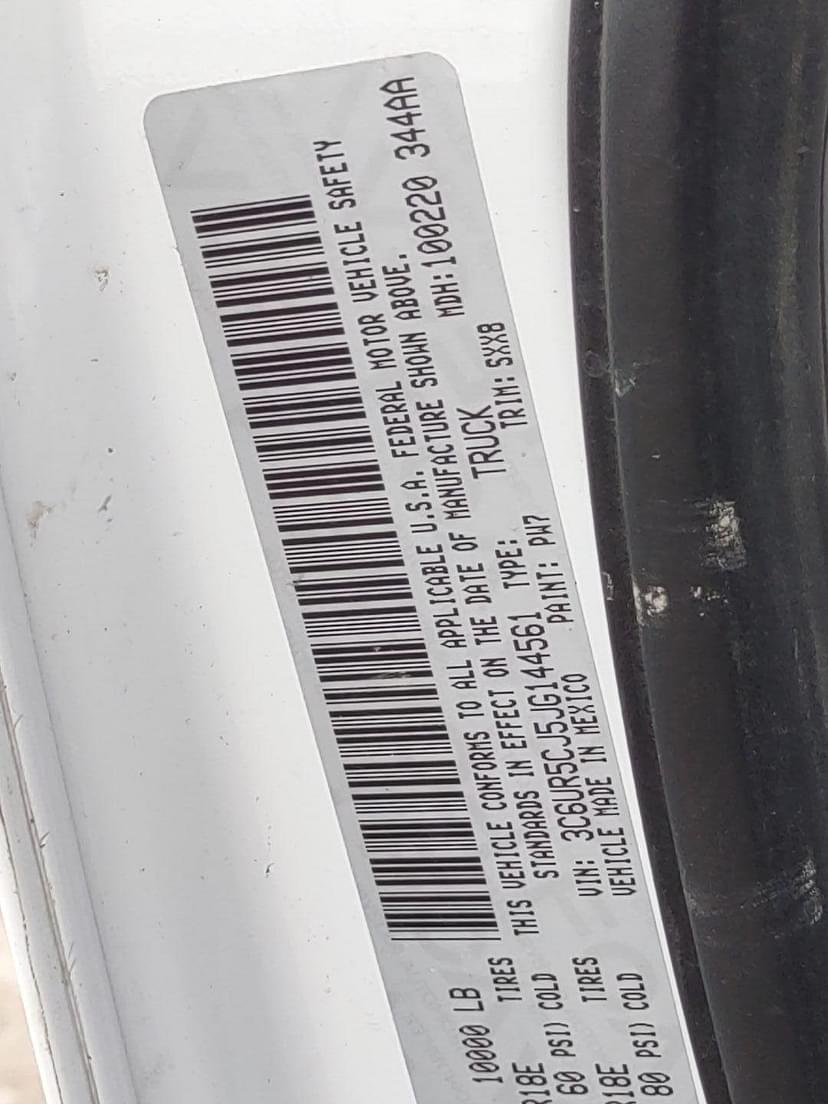 THIS VEHICLE CONFORMS TO ALL APPLICABLE U.S.A. FEDERAL MOTOR VEHICLE SAFETY
STANDARDS IN EFFECT ON THE DATE OF MANUFACTURE SHOWN ABOVE.
VIN: 3C6UR5CJ5JG144561 TYPE: TRUCK MDH:100220 344AA
VEHICLE MADE IN MEXICO PAINT: PW7 TRIM: SXX8
10000 LB
R18E TIRES
60 PSI) COLD
R18E TIRES
80 PSI) COLD